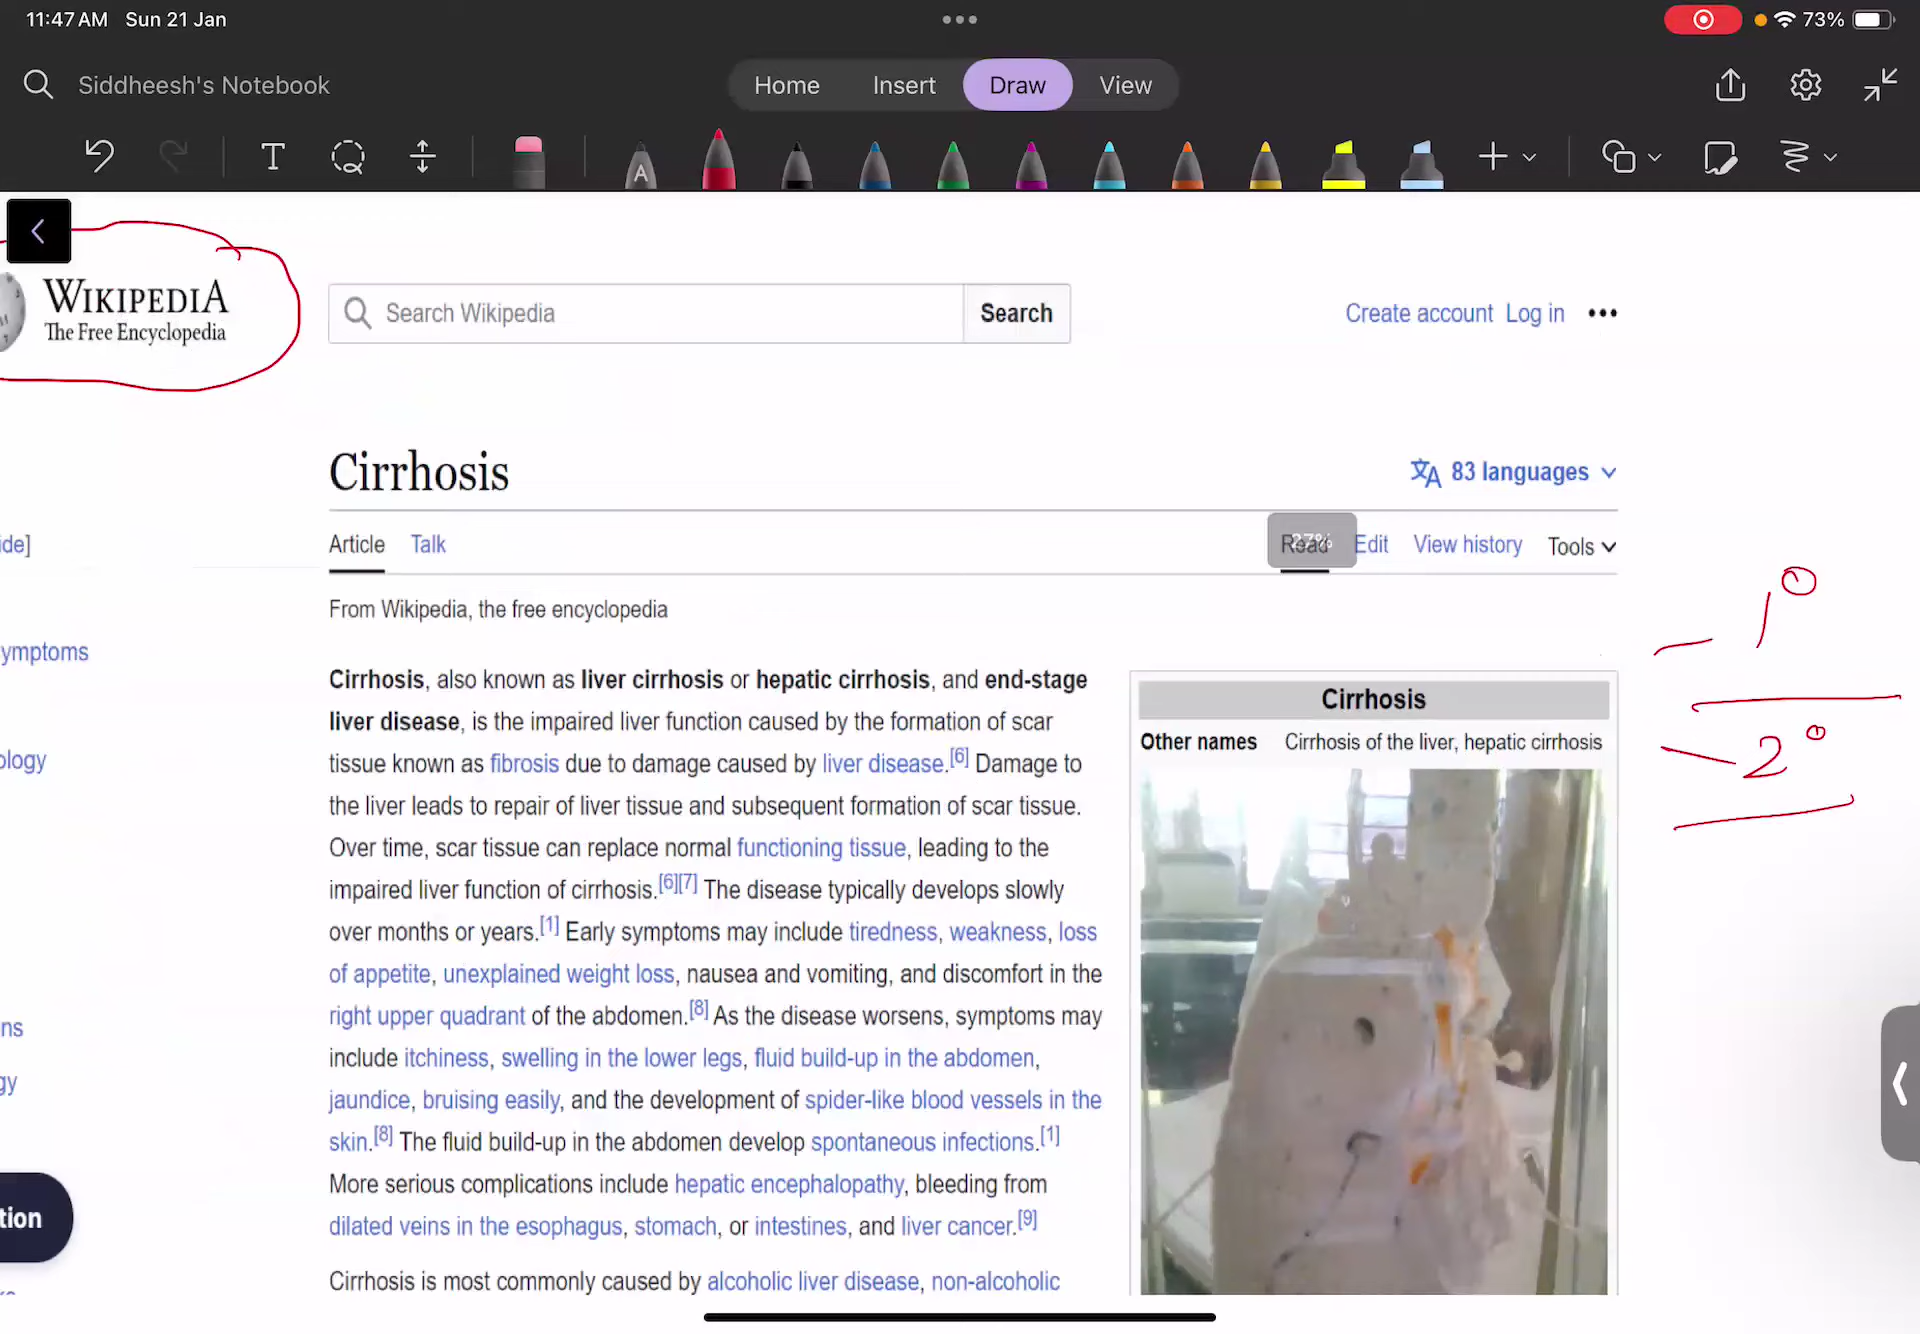 11:47 AM Sun 21 Jan
73%
Siddheesh's Notebook
Home Insert Draw View
T
A
WIKIPEDIA
The Free Encyclopedia
Search Wikipedia
Search
Create account Log in
Cirrhosis
83 languages
ide]
Article Talk
Read Edit View history Tools
From Wikipedia, the free encyclopedia
1°
ymptoms
Cirrhosis, also known as liver cirrhosis or hepatic cirrhosis, and end-stage
liver disease, is the impaired liver function caused by the formation of scar
tissue known as fibrosis due to damage caused by liver disease.[6] Damage to
the liver leads to repair of liver tissue and subsequent formation of scar tissue.
Over time, scar tissue can replace normal functioning tissue, leading to the
impaired liver function of cirrhosis.[6][7] The disease typically develops slowly
over months or years.[1] Early symptoms may include tiredness, weakness, loss
of appetite, unexplained weight loss, nausea and vomiting, and discomfort in the
right upper quadrant of the abdomen.[8] As the disease worsens, symptoms may
include itchiness, swelling in the lower legs, fluid build-up in the abdomen,
jaundice, bruising easily, and the development of spider-like blood vessels in the
skin.[8] The fluid build-up in the abdomen develop spontaneous infections.[1]
More serious complications include hepatic encephalopathy, bleeding from
dilated veins in the esophagus, stomach, or intestines, and liver cancer.[9]
Cirrhosis is most commonly caused by alcoholic liver disease, non-alcoholic
Cirrhosis
Other names Cirrhosis of the liver, hepatic cirrhosis
2°
ology
ns
gy
tion